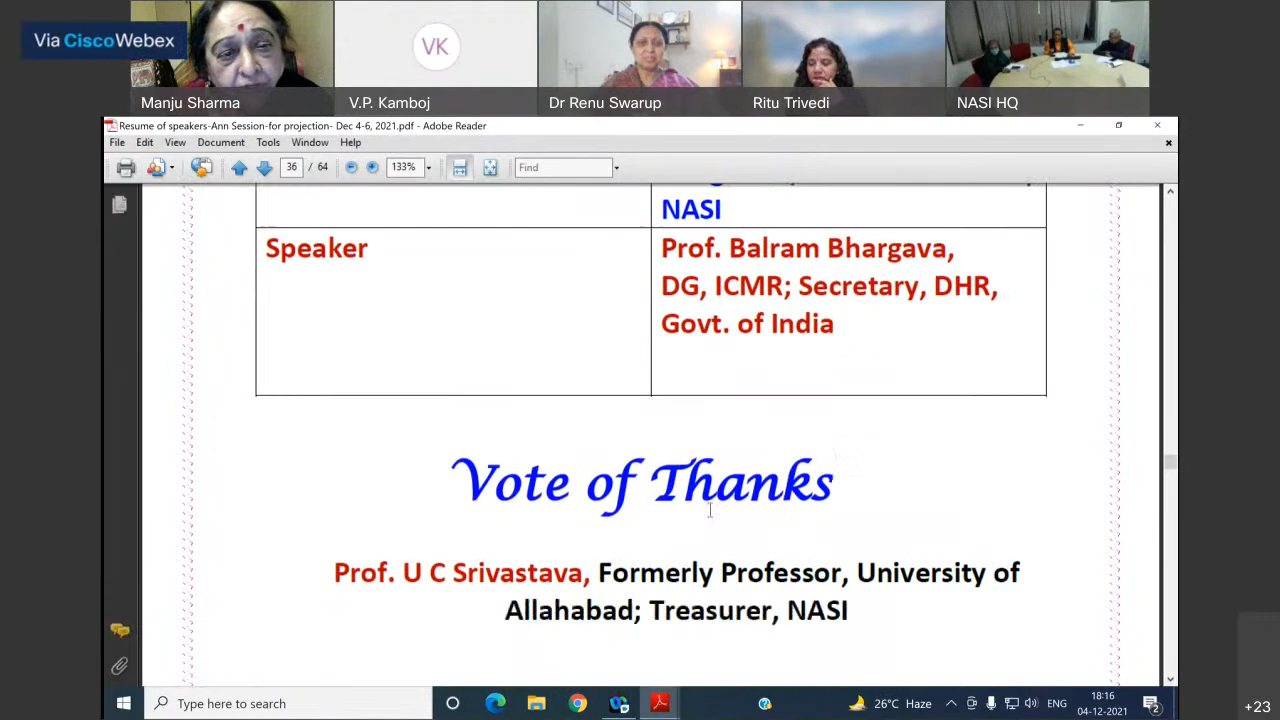 Via Cisco Webex
VK
Manju Sharma
V.P. Kamboj
Dr Renu Swarup
Ritu Trivedi
NASI HQ
Resume of speakers-Ann Session-for projection- Dec 4-6, 2021.pdf - Adobe Reader
File Edit View Document Tools Window Help
36 / 64 133% Find
NASI
Speaker
Prof. Balram Bhargava,
DG, ICMR; Secretary, DHR,
Govt. of India
Vote of Thanks
Prof. U C Srivastava, Formerly Professor, University of
Allahabad; Treasurer, NASI
Type here to search
26°C Haze
ENG
18:16
04-12-2021
2
+23